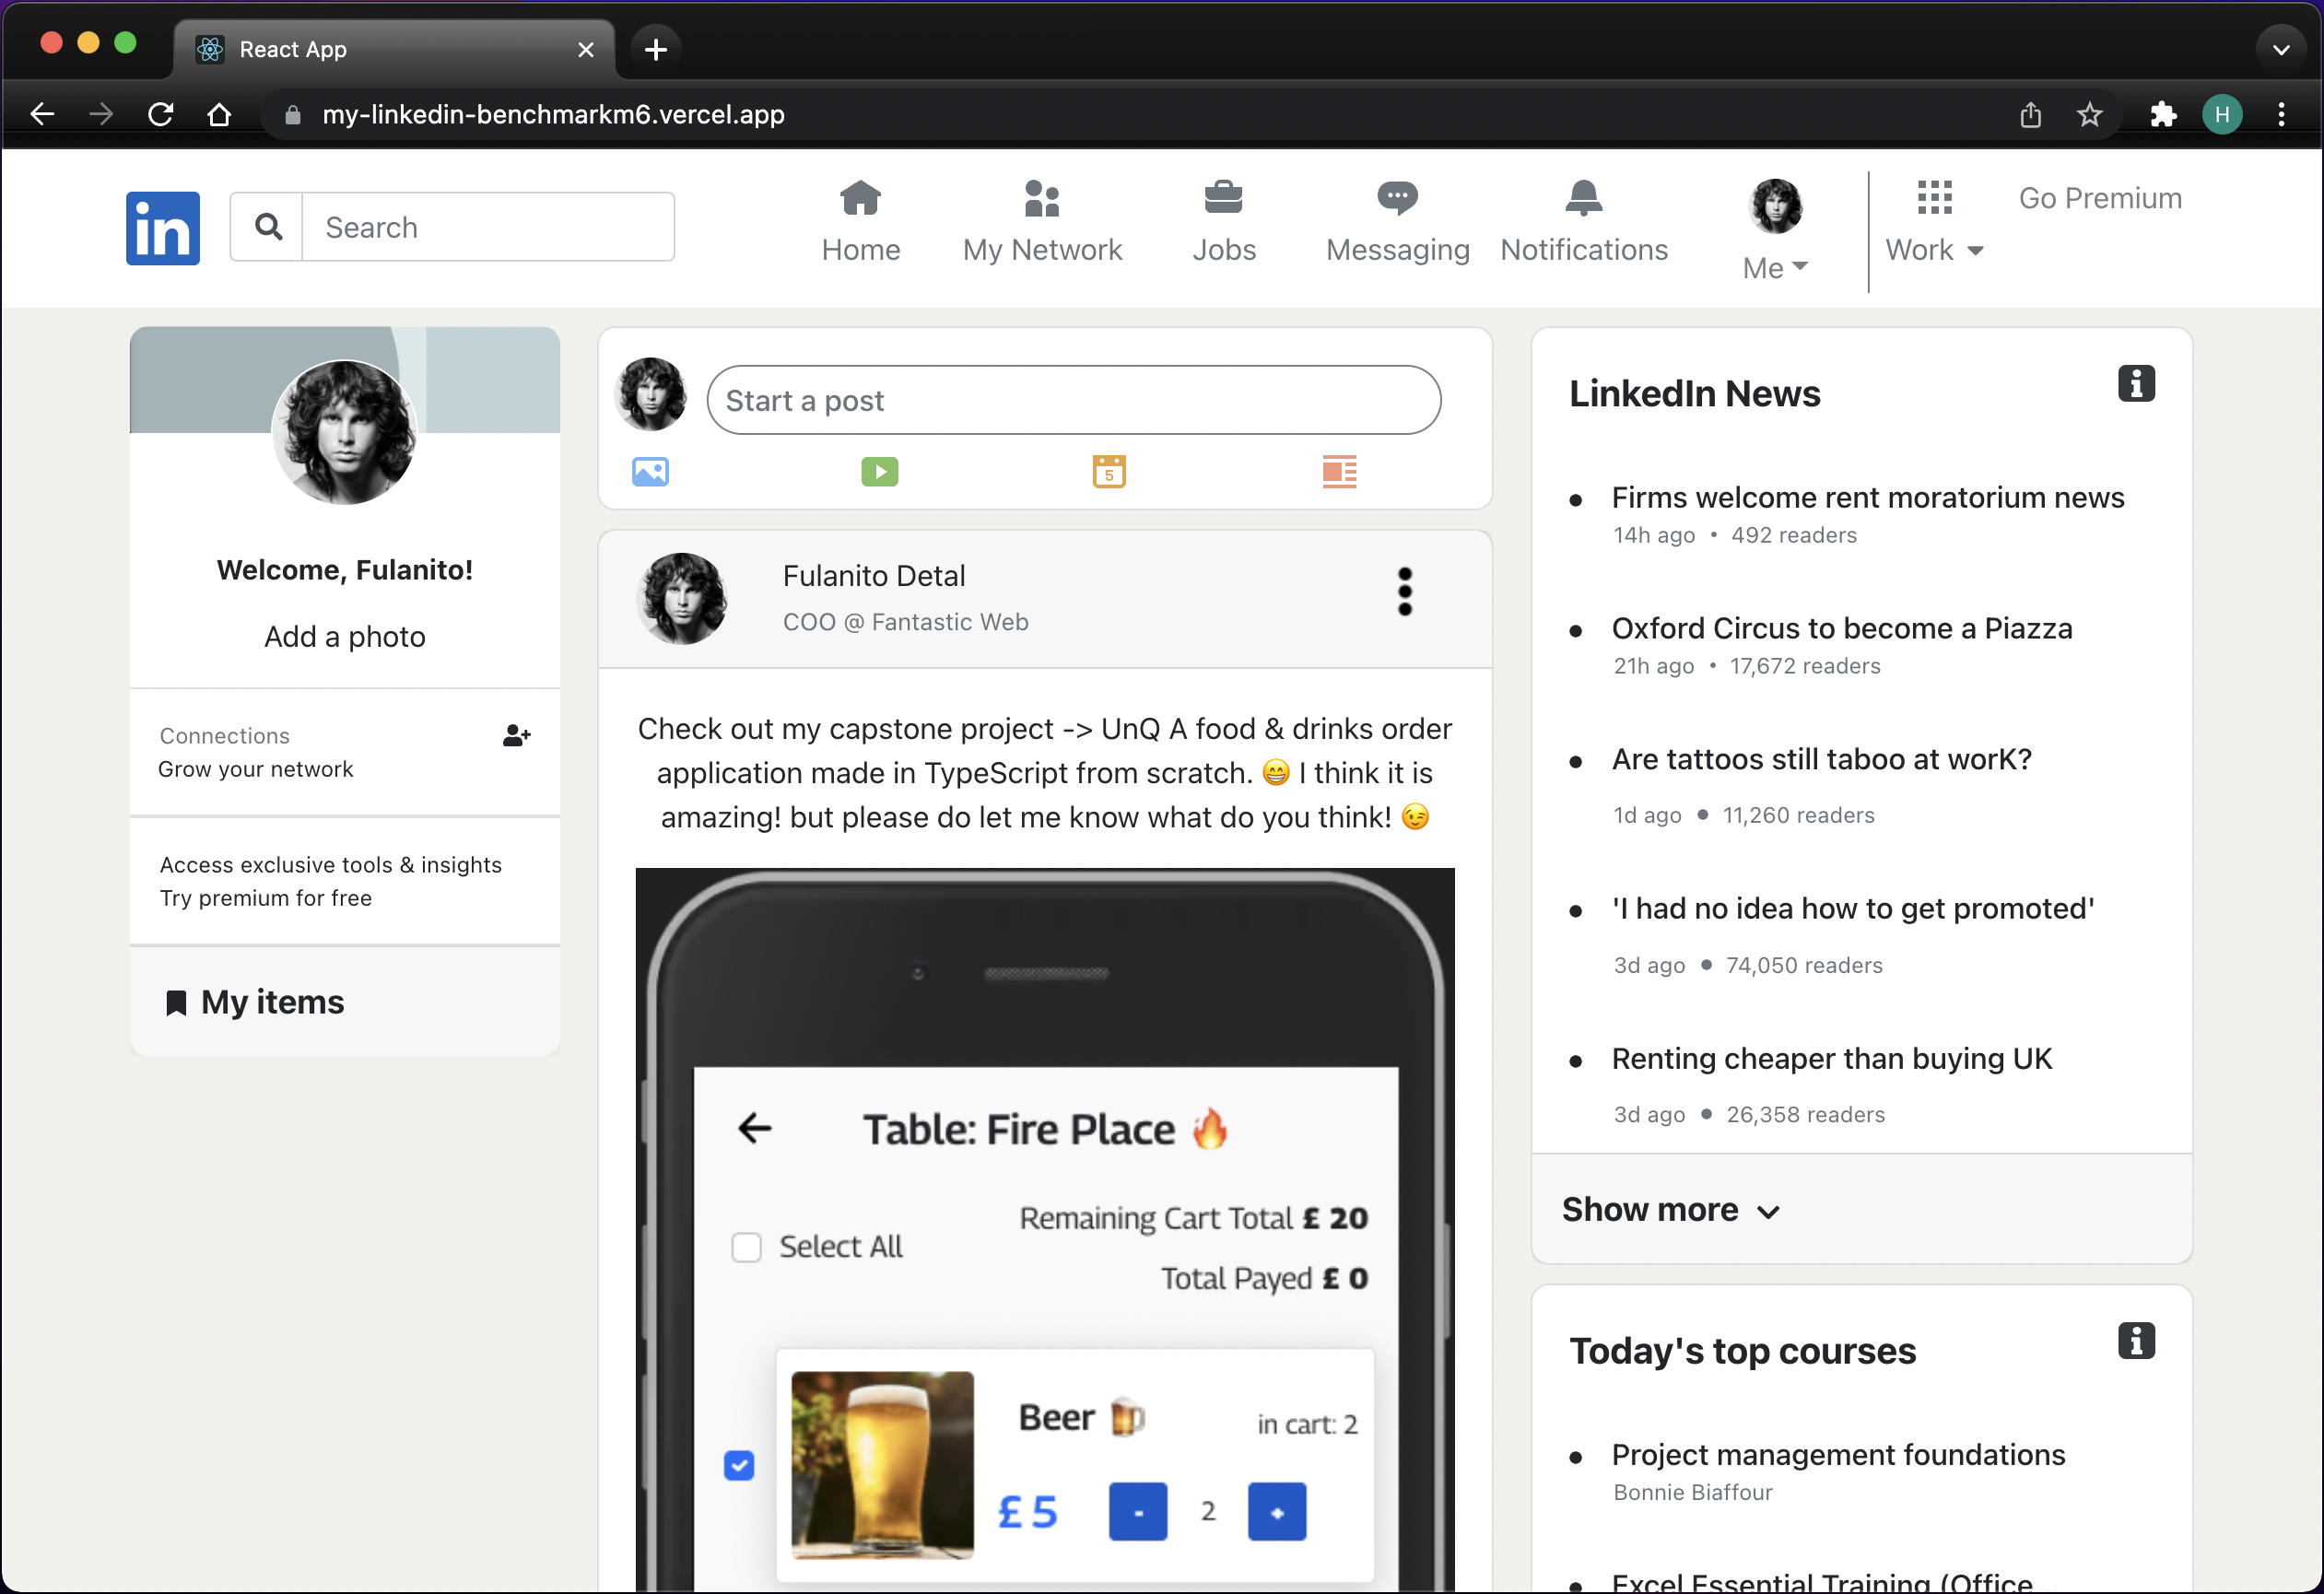 React App
my-linkedin-benchmarkm6.vercel.app
H
in
Search
Home
My Network
Jobs
Messaging
Notifications
Me
Work
Go Premium
Welcome, Fulanito!
Add a photo
Connections
Grow your network
Access exclusive tools & insights
Try premium for free
My items
Start a post
5
Fulanito Detal
COO @ Fantastic Web
Check out my capstone project -> UnQ A food & drinks order
application made in TypeScript from scratch. 😁 I think it is
amazing! but please do let me know what do you think! 😉
Table: Fire Place 🔥
Remaining Cart Total £ 20
Select All
Total Payed £ 0
Beer 🍺
in cart: 2
£ 5
- 2 +
LinkedIn News
Firms welcome rent moratorium news
14h ago • 492 readers
Oxford Circus to become a Piazza
21h ago • 17,672 readers
Are tattoos still taboo at worK?
1d ago • 11,260 readers
'I had no idea how to get promoted'
3d ago • 74,050 readers
Renting cheaper than buying UK
3d ago • 26,358 readers
Show more
Today's top courses
Project management foundations
Bonnie Biaffour
Excel Essential Training (Office